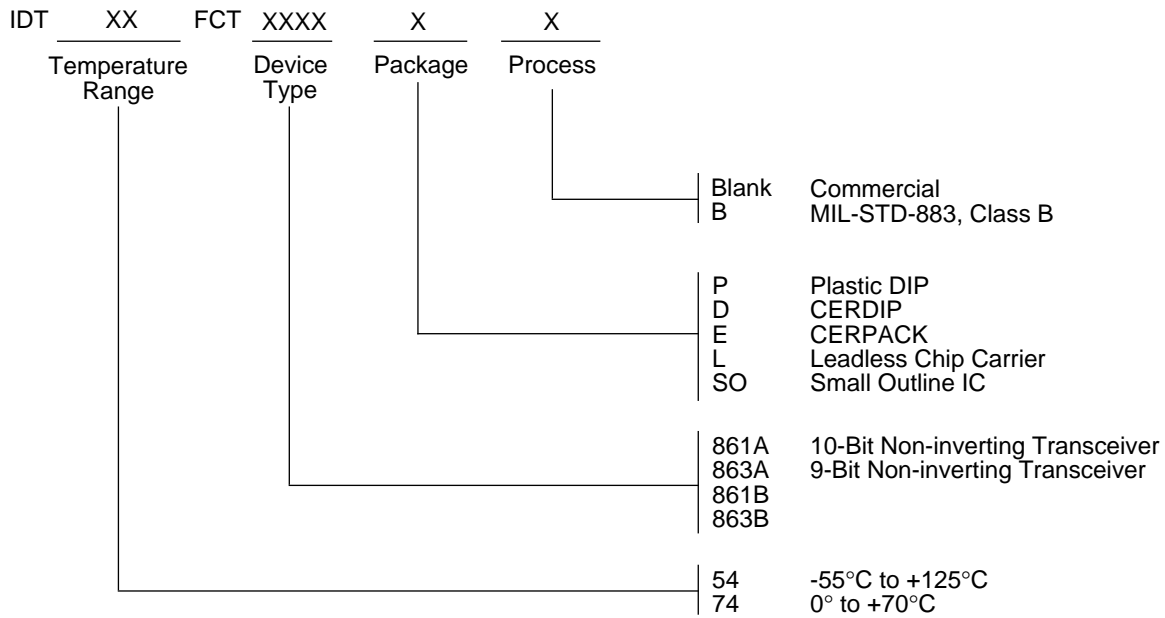 IDT XX FCT XXXX X X
Temperature Range Device Type Package Process
Blank Commercial
B MIL-STD-883, Class B
P Plastic DIP
D CERDIP
E CERPACK
L Leadless Chip Carrier
SO Small Outline IC
861A 10-Bit Non-inverting Transceiver
863A 9-Bit Non-inverting Transceiver
861B
863B
54 -55°C to +125°C
74 0° to +70°C